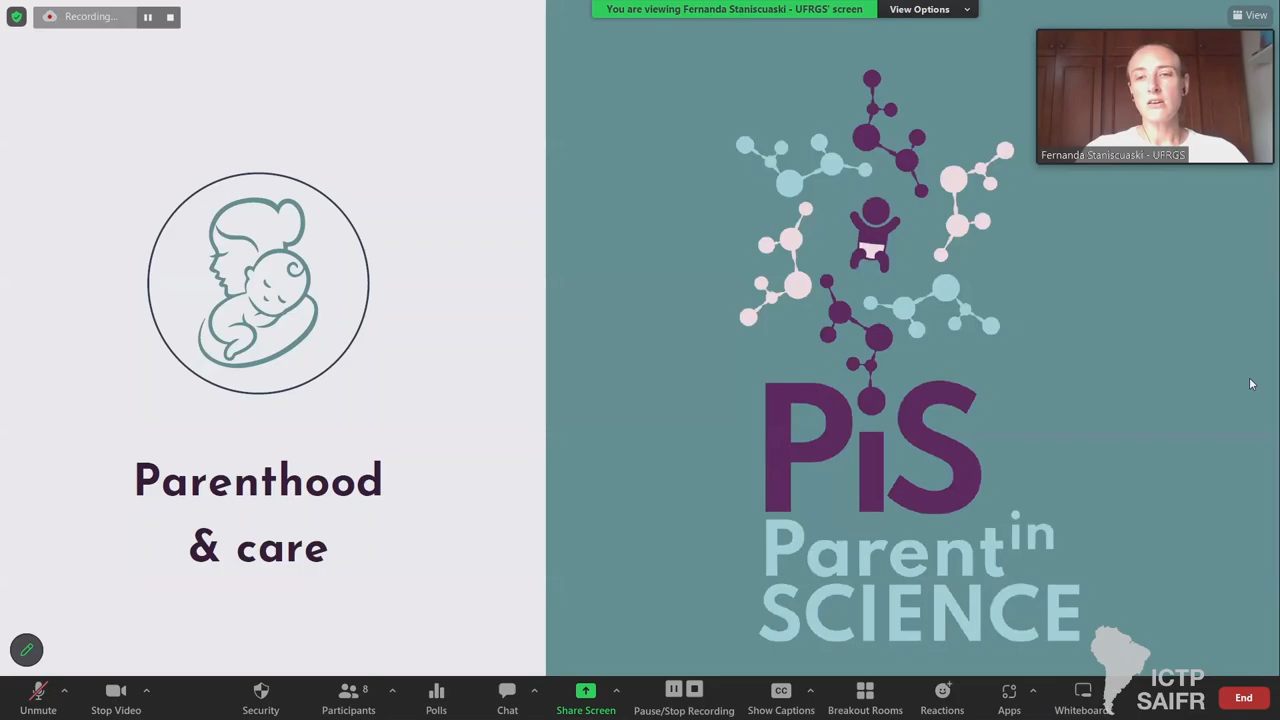 Recording...
You are viewing Fernanda Staniscuaski - UFRGS' screen
View Options
View
Fernanda Staniscuaski - UFRGS
Parenthood
& care
PiS
Parent in
SCIENCE
ICTP
SAIFR
Unmute
Stop Video
Security
8
Participants
Polls
Chat
Share Screen
Pause/Stop Recording
CC
Show Captions
Breakout Rooms
Reactions
Apps
Whiteboards
End